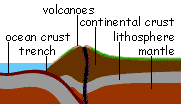 volcanoes
continental crust
ocean crust
lithosphere
trench
mantle